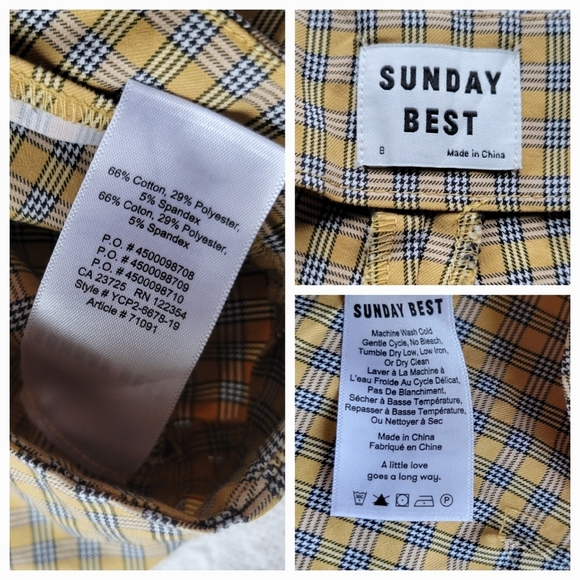 66% Cotton, 29% Polyester,
5% Spandex
66% Coton, 29% Polyester,
5% Spandex
P.O. # 4500098708
P.O. # 4500098709
P.O. # 4500098710
CA 23725 RN 122354
Style # YCP2-6678-19
Article # 71091
SUNDAY
BEST
8 Made in China
SUNDAY BEST
Machine Wash Cold
Gentle Cycle, No Bleach,
Tumble Dry Low, Low Iron,
Or Dry Clean
Laver à La Machine à
L'eau Froide Au Cycle Délicat,
Pas De Blanchiment,
Sécher à Basse Température,
Repasser à Basse Température,
Ou Nettoyer à Sec
Made in China
Fabriqué en Chine
A little love
goes a long way.
P